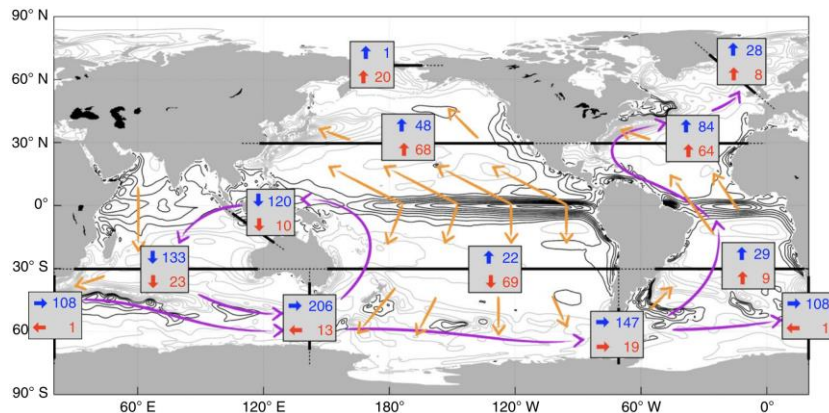 90° N
60° N
30° N
0°
30° S
60° S
90° S
↑ 1
↑ 20
↑ 28
↑ 8
↑ 48
↑ 68
↑ 84
↑ 64
↓ 120
↓ 10
↓ 133
↓ 23
↑ 22
↓ 69
↑ 29
↑ 9
→ 108
← 1
→ 206
← 13
→ 147
→ 19
→ 108
← 1
60° E
120° E
180°
120° W
60° W
0°